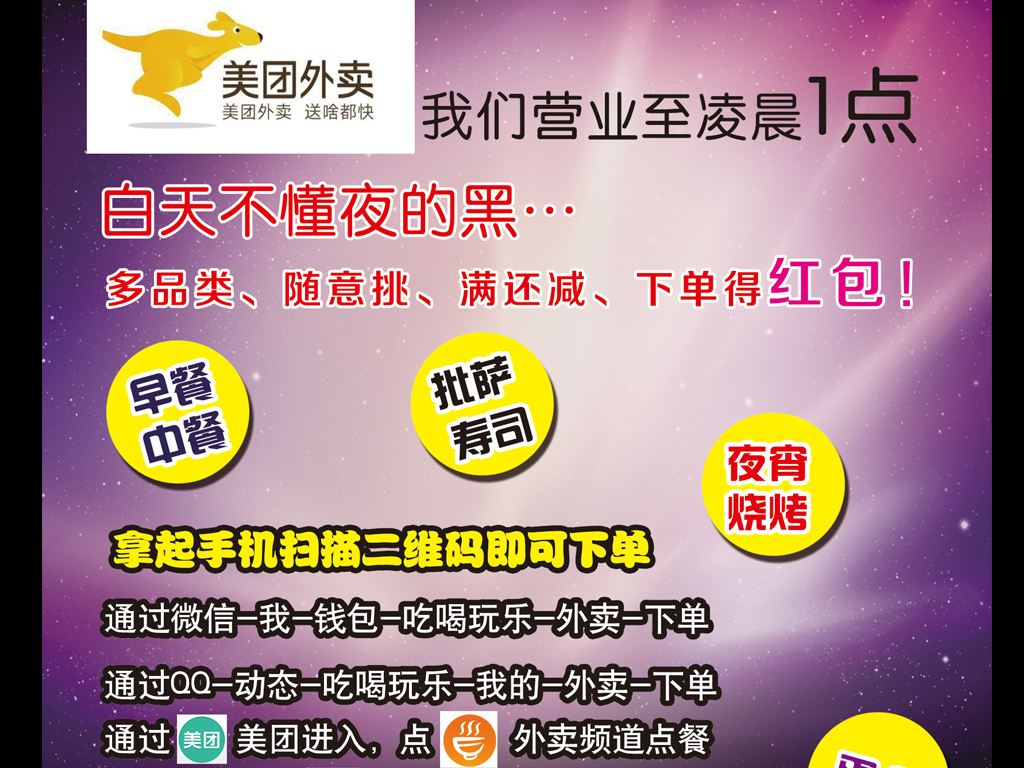 美团外卖
美团外卖 送啥都快
我们营业至凌晨1点
白天不懂夜的黑…
多品类、随意挑、满还减、下单得红包!
早餐
中餐
批萨
寿司
夜宵
烧烤
拿起手机扫描二维码即可下单
通过微信-我-钱包-吃喝玩乐-外卖-下单
通过QQ-动态-吃喝玩乐-我的-外卖-下单
通过 美团 美团进入，点 外卖频道点餐